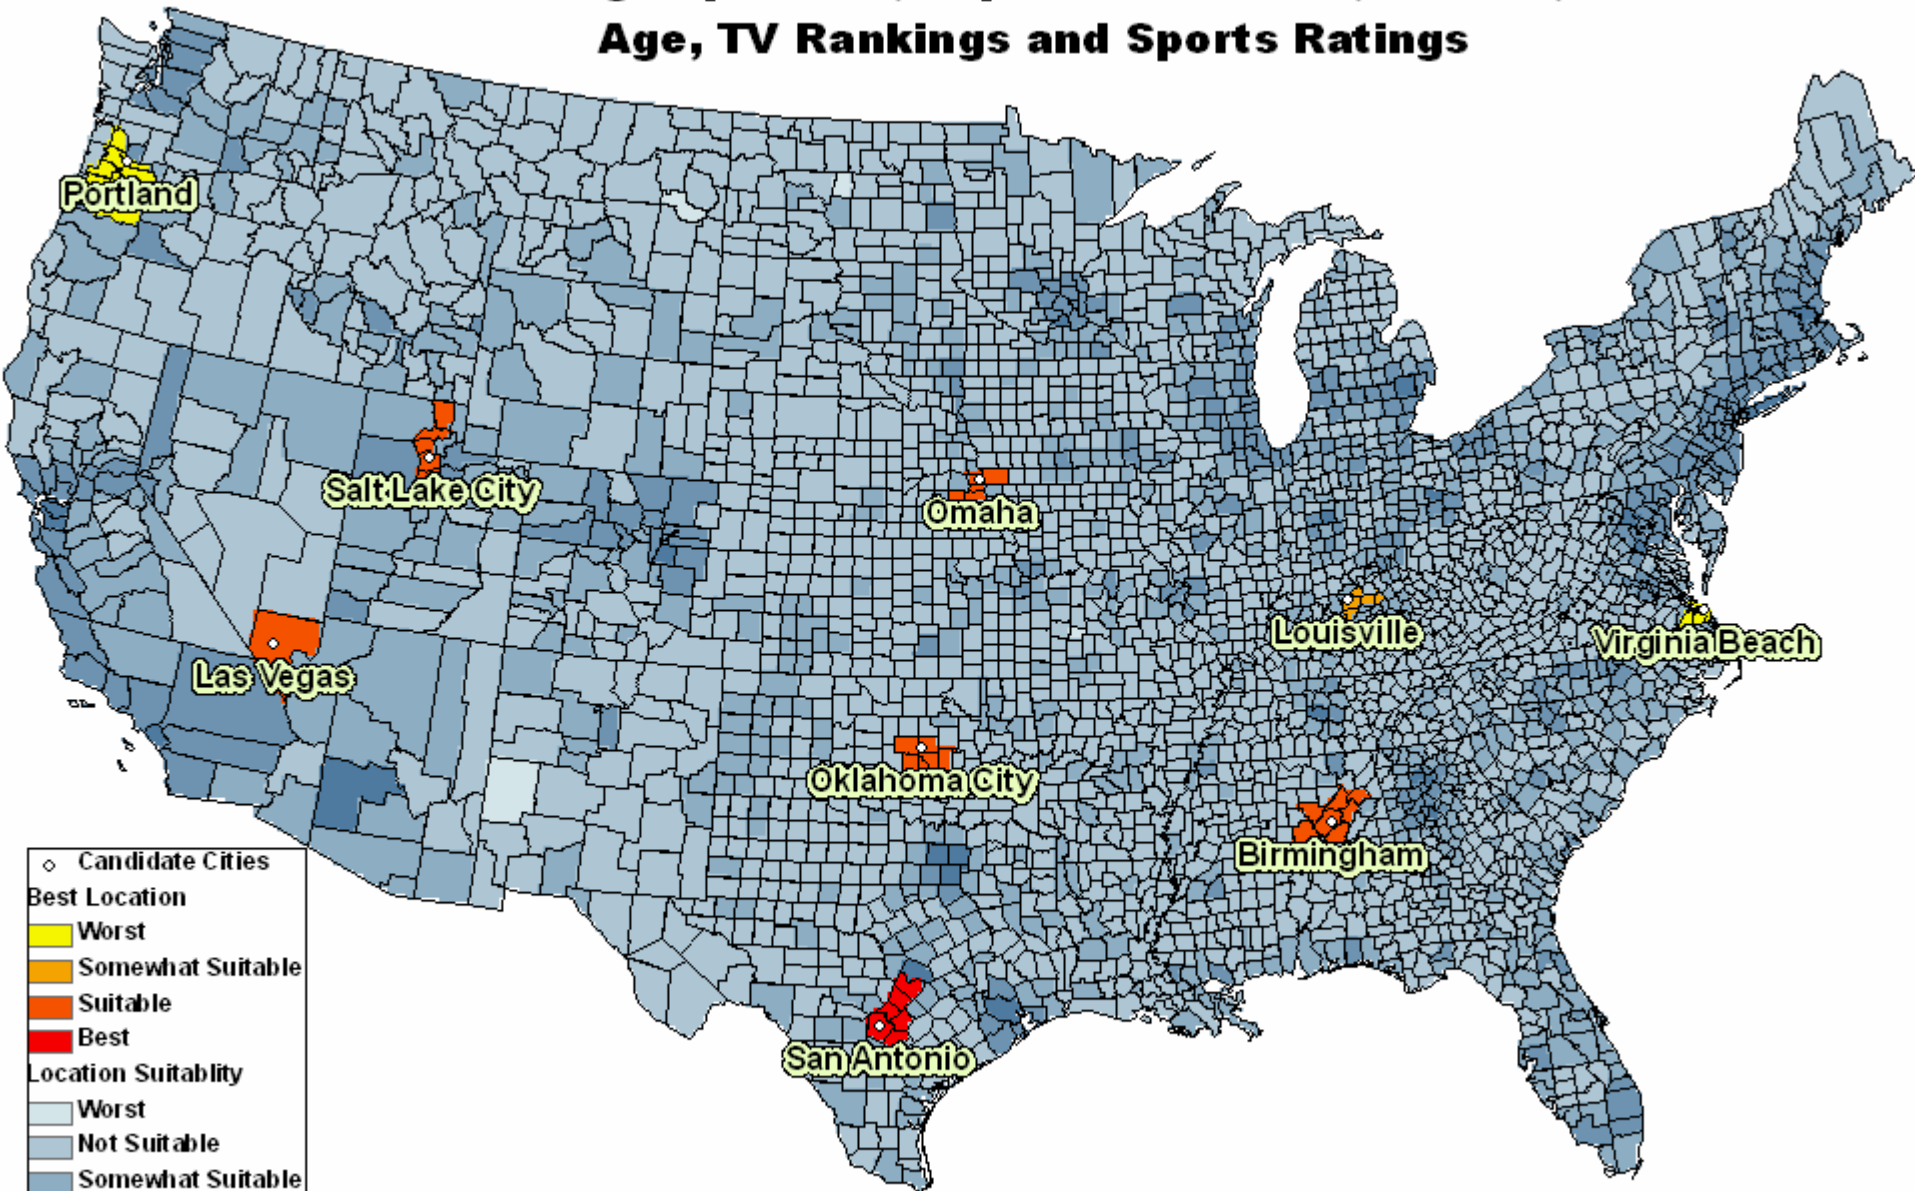 Age, TV Rankings and Sports Ratings
Portland
Salt Lake City
Omaha
Louisville
Virginia Beach
Las Vegas
Oklahoma City
Birmingham
San Antonio
Candidate Cities
Best Location
Worst
Somewhat Suitable
Suitable
Best
Location Suitablity
Worst
Not Suitable
Somewhat Suitable